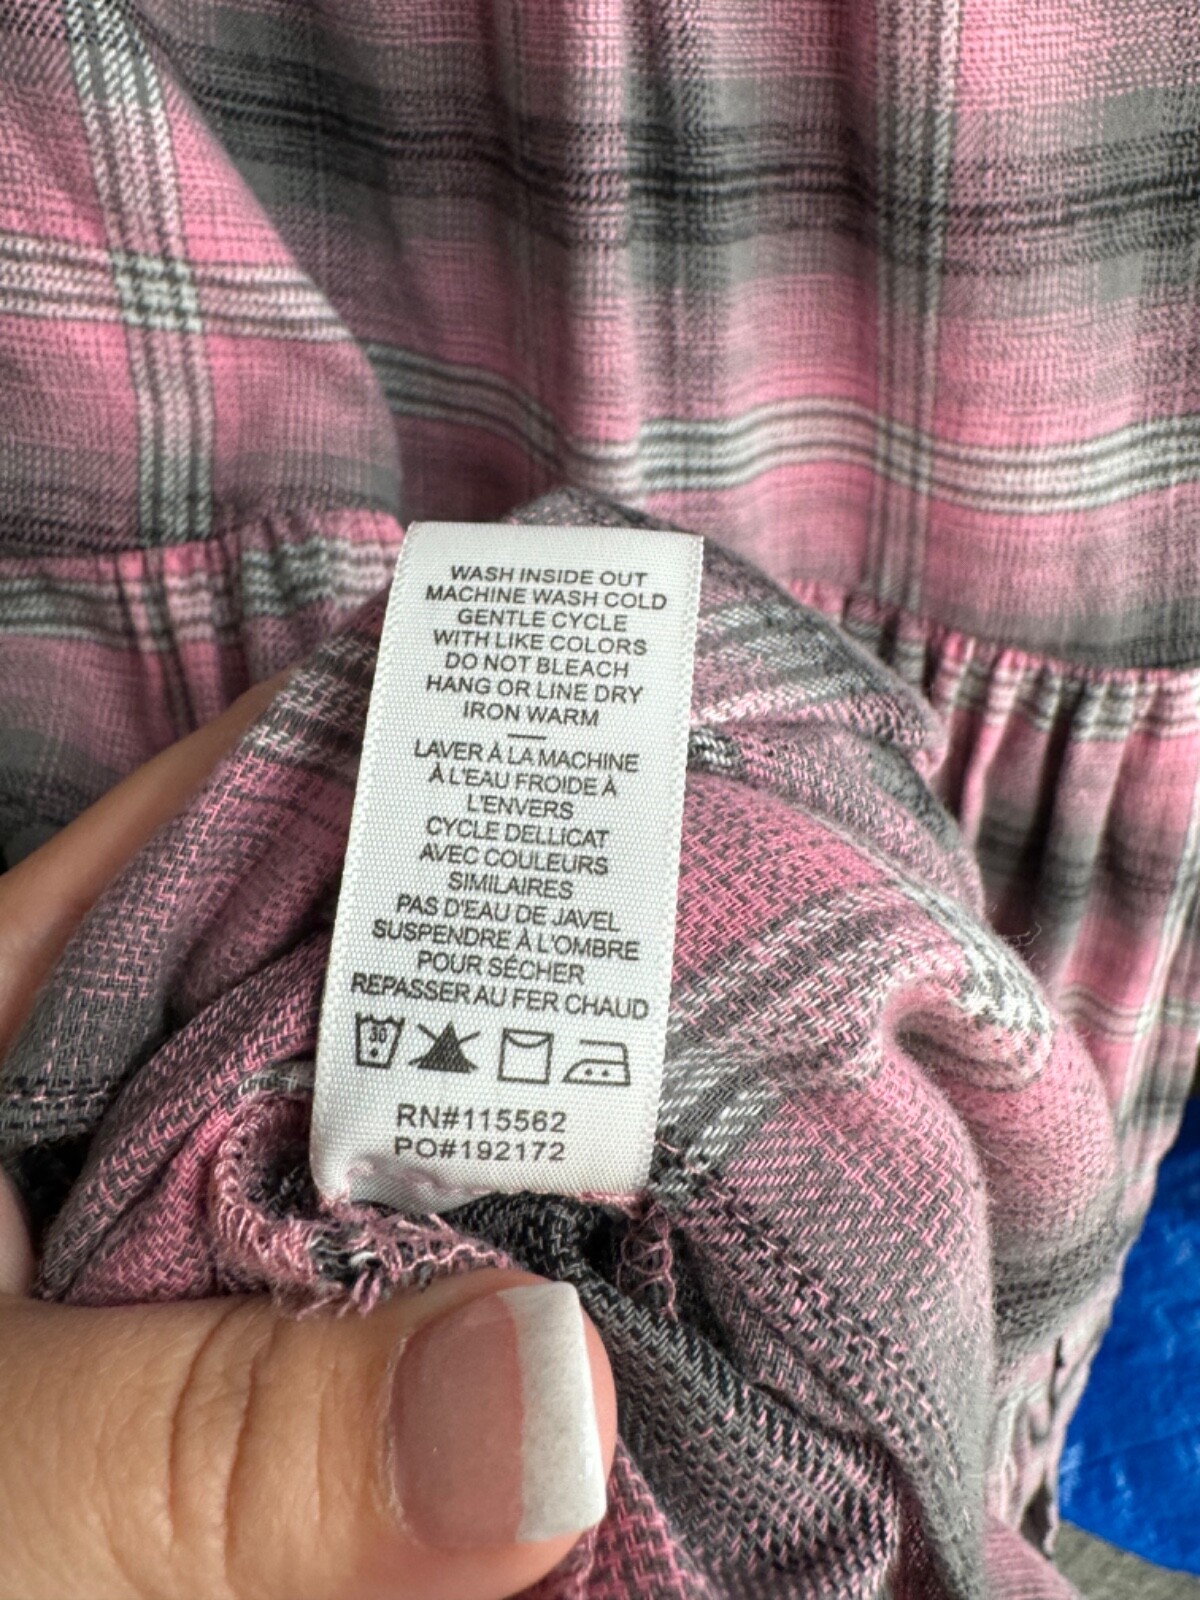 WASH INSIDE OUT
MACHINE WASH COLD
GENTLE CYCLE
WITH LIKE COLORS
DO NOT BLEACH
HANG OR LINE DRY
IRON WARM
—
LAVER À LA MACHINE
À L'EAU FROIDE À
L'ENVERS
CYCLE DELLICAT
AVEC COULEURS
SIMILAIRES
PAS D'EAU DE JAVEL
SUSPENDRE À L'OMBRE
POUR SÉCHER
REPASSER AU FER CHAUD
30
RN#115562
PO#192172